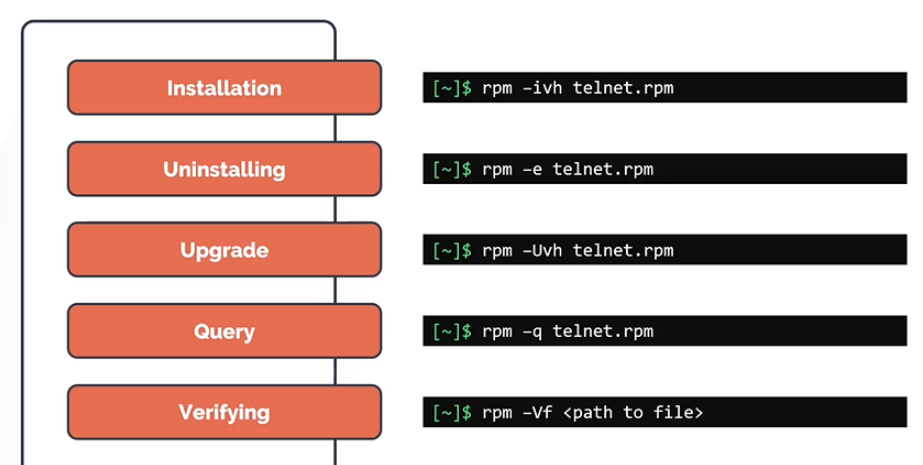 Installation
[~]$ rpm –ivh telnet.rpm
Uninstalling
[~]$ rpm –e telnet.rpm
Upgrade
[~]$ rpm –Uvh telnet.rpm
Query
[~]$ rpm –q telnet.rpm
Verifying
[~]$ rpm –Vf <path to file>